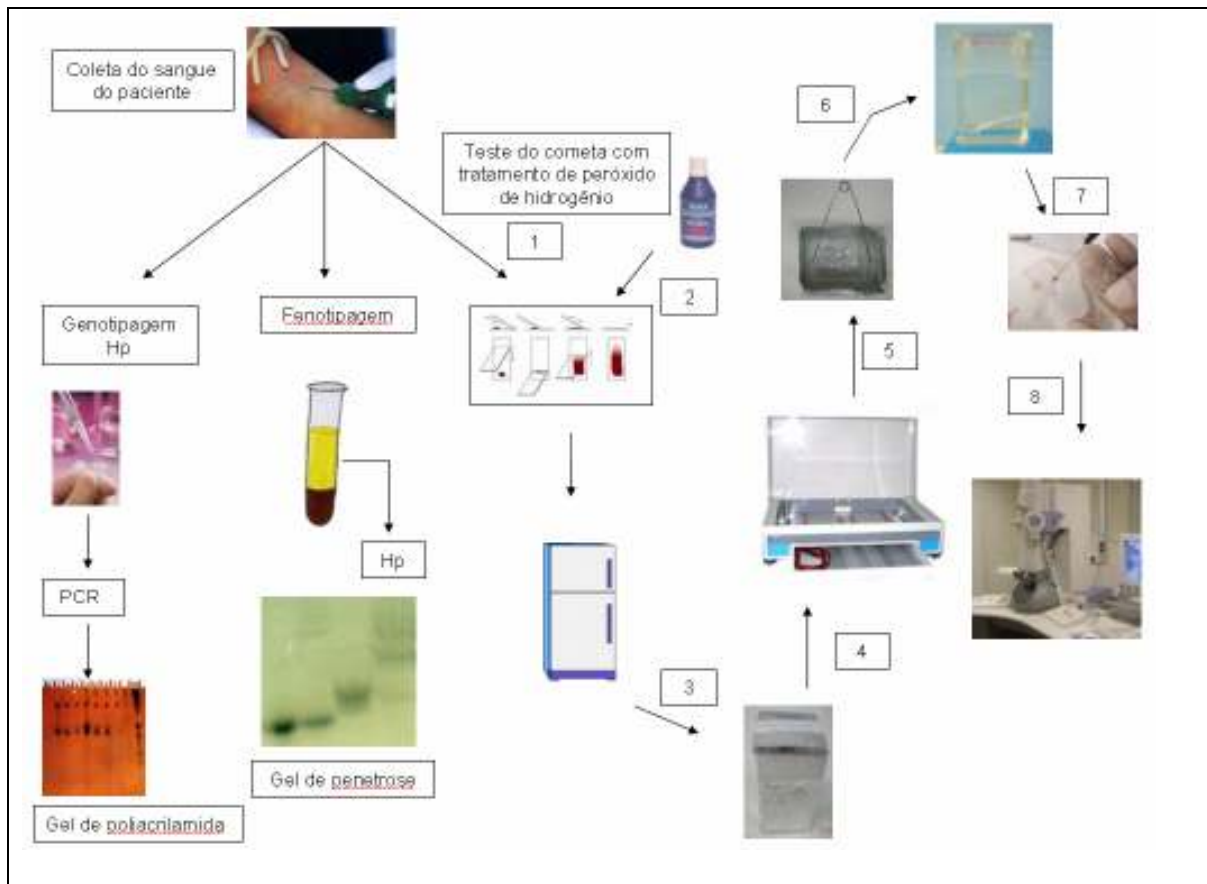 Coleta do sangue
do paciente
Teste do cometa com
tratamento de peróxido
de hidrogênio
1
2
Genotipagem
Hp
Fenotipagem
Hp
PCR
Gel de penetrose
Gel de poliacrilamida
3
4
5
6
7
8